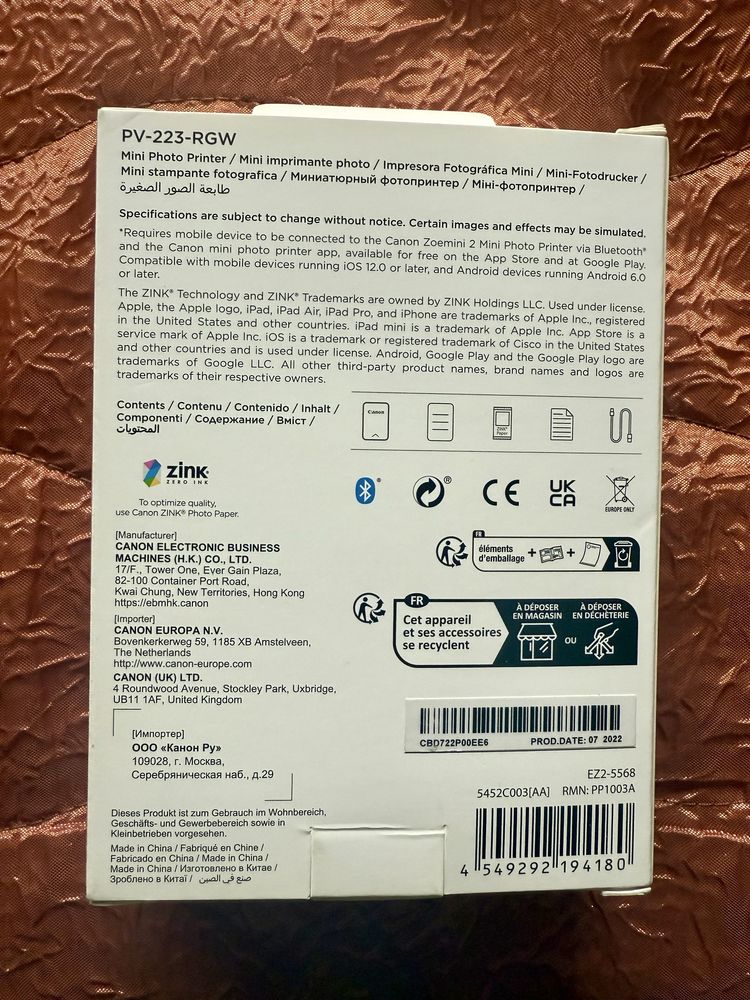 PV-223-RGW
Mini Photo Printer / Mini imprimante photo / Impresora Fotográfica Mini / Mini-Fotodrucker /
Mini stampante fotografica / Миниатюрный фотопринтер / Міні-фотопринтер /
طابعة الصور الصغيرة
Specifications are subject to change without notice. Certain images and effects may be simulated.
*Requires mobile device to be connected to the Canon Zoemini 2 Mini Photo Printer via Bluetooth®
and the Canon mini photo printer app, available for free on the App Store and at Google Play.
Compatible with mobile devices running iOS 12.0 or later, and Android devices running Android 6.0
or later.
The ZINK® Technology and ZINK® Trademarks are owned by ZINK Holdings LLC. Used under license.
Apple, the Apple logo, iPad, iPad Air, iPad Pro, and iPhone are trademarks of Apple Inc., registered
in the United States and other countries. iPad mini is a trademark of Apple Inc. App Store is a
service mark of Apple Inc. iOS is a trademark or registered trademark of Cisco in the United States
and other countries and is used under license. Android, Google Play and the Google Play logo are
trademarks of Google LLC. All other third-party product names, brand names and logos are
trademarks of their respective owners.
Contents / Contenu / Contenido / Inhalt /
Componenti / Содержание / Вміст /
المحتويات
Canon
ZINK®
Paper
ZINK®
ZERO INK
To optimize quality,
use Canon ZINK® Photo Paper.
®
®
CE
UK
CA
EUROPE ONLY
[Manufacturer]
CANON ELECTRONIC BUSINESS
MACHINES (H.K.) CO., LTD.
17/F., Tower One, Ever Gain Plaza,
82-100 Container Port Road,
Kwai Chung, New Territories, Hong Kong
https://ebmhk.canon
[Importer]
CANON EUROPA N.V.
Bovenkerkerweg 59, 1185 XB Amstelveen,
The Netherlands
http://www.canon-europe.com
CANON (UK) LTD.
4 Roundwood Avenue, Stockley Park, Uxbridge,
UB11 1AF, United Kingdom
[Импортер]
ООО «Канон Ру»
109028, г. Москва,
Серебряническая наб., д.29
Dieses Produkt ist zum Gebrauch im Wohnbereich,
Geschäfts- und Gewerbebereich sowie in
Kleinbetrieben vorgesehen.
Made in China / Fabriqué en Chine /
Fabricado en China / Made in China /
Made in China / Изготовлено в Китае /
Зроблено в Китаї / صنع في الصين
FR
éléments
d'emballage
+
+
FR
Cet appareil
et ses accessoires
se recyclent
À DÉPOSER
EN MAGASIN
OU
À DÉPOSER
EN DÉCHÈTERIE
CBD722P00EE6 PROD.DATE: 07 2022
EZ2-5568
5452C003[AA] RMN: PP1003A
4 549292 194180